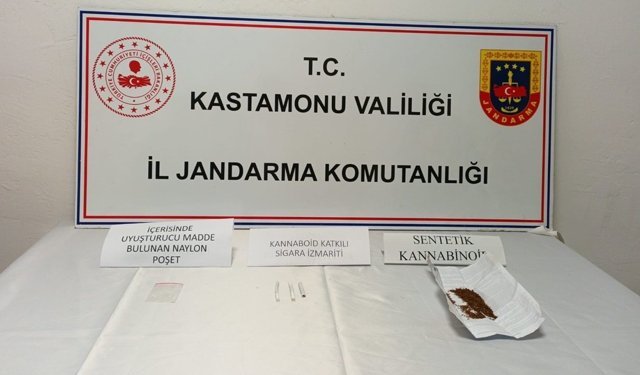 T.C.
KASTAMONU VALİLİĞİ
İL JANDARMA KOMUTANLIĞI
JANDARMA
1839
İÇERİSİNDE
UYUŞTURUCU MADDE
BULUNAN NAYLON
POŞET
KANNABOİD KATKILI
SİGARA İZMARİTİ
SENTETİK
KANNABİNOİD